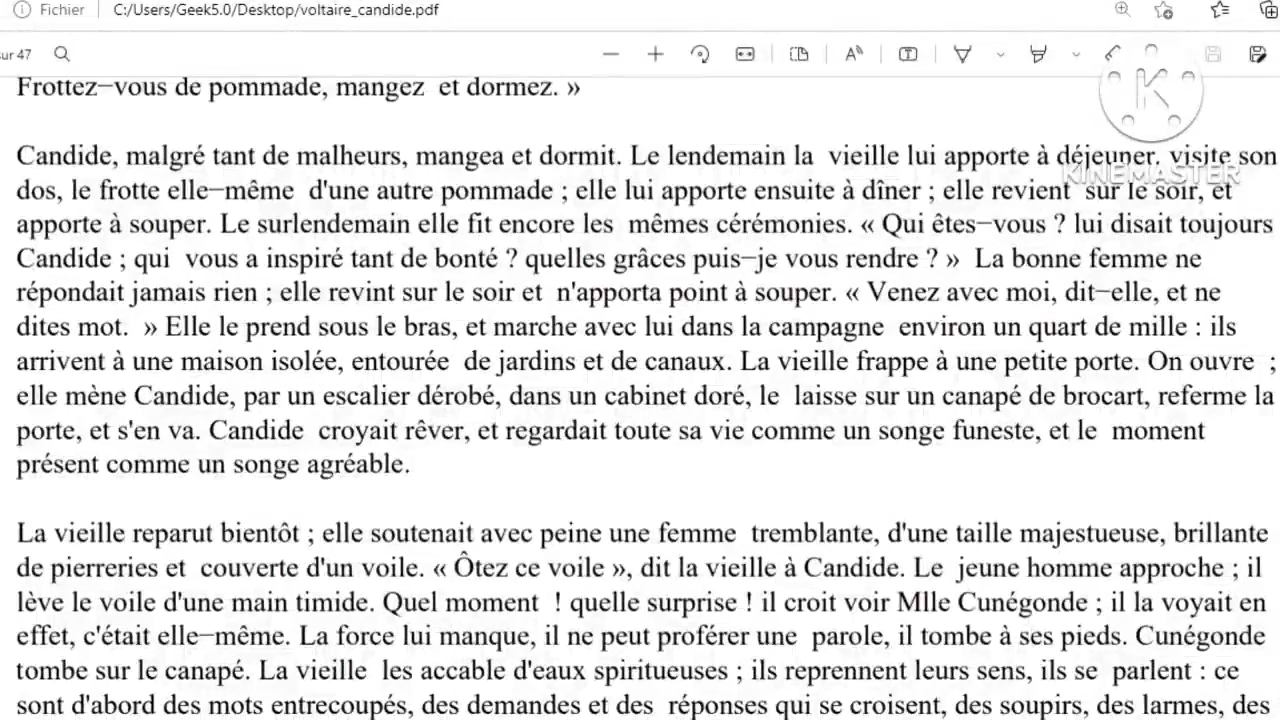 Fichier C:/Users/Geek5.0/Desktop/voltaire_candide.pdf
sur 47
Frottez−vous de pommade, mangez et dormez. »
Candide, malgré tant de malheurs, mangea et dormit. Le lendemain la vieille lui apporte à déjeuner, visite son
KINEMASTER
dos, le frotte elle−même d'une autre pommade ; elle lui apporte ensuite à dîner ; elle revient sur le soir, et
apporte à souper. Le surlendemain elle fit encore les mêmes cérémonies. « Qui êtes−vous ? lui disait toujours
Candide ; qui vous a inspiré tant de bonté ? quelles grâces puis−je vous rendre ? » La bonne femme ne
répondait jamais rien ; elle revint sur le soir et n'apporta point à souper. « Venez avec moi, dit−elle, et ne
dites mot. » Elle le prend sous le bras, et marche avec lui dans la campagne environ un quart de mille : ils
arrivent à une maison isolée, entourée de jardins et de canaux. La vieille frappe à une petite porte. On ouvre ;
elle mène Candide, par un escalier dérobé, dans un cabinet doré, le laisse sur un canapé de brocart, referme la
porte, et s'en va. Candide croyait rêver, et regardait toute sa vie comme un songe funeste, et le moment
présent comme un songe agréable.
La vieille reparut bientôt ; elle soutenait avec peine une femme tremblante, d'une taille majestueuse, brillante
de pierreries et couverte d'un voile. « Ôtez ce voile », dit la vieille à Candide. Le jeune homme approche ; il
lève le voile d'une main timide. Quel moment ! quelle surprise ! il croit voir Mlle Cunégonde ; il la voyait en
effet, c'était elle−même. La force lui manque, il ne peut proférer une parole, il tombe à ses pieds. Cunégonde
tombe sur le canapé. La vieille les accable d'eaux spiritueuses ; ils reprennent leurs sens, ils se parlent : ce
sont d'abord des mots entrecoupés, des demandes et des réponses qui se croisent, des soupirs, des larmes, des